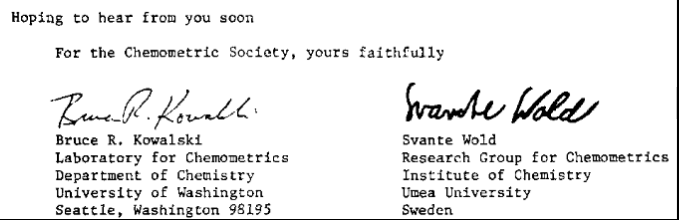 Hoping to hear from you soon
For the Chemometric Society, yours faithfully
Bruce R. Kowalski
Bruce R. Kowalski
Laboratory for Chemometrics
Department of Chemistry
University of Washington
Seattle, Washington 98195
Svante Wold
Svante Wold
Research Group for Chemometrics
Institute of Chemistry
Umea University
Sweden